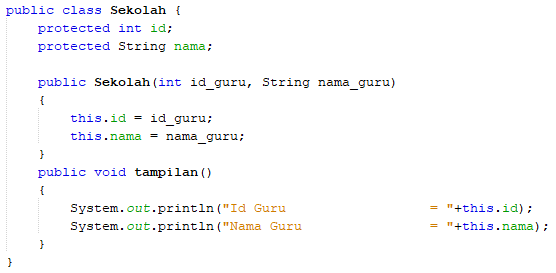 public class Sekolah {
    protected int id;
    protected String nama;

    public Sekolah(int id_guru, String nama_guru)
    {
        this.id = id_guru;
        this.nama = nama_guru;
    }
    public void tampilan()
    {
        System.out.println("Id Guru                  = "+this.id);
        System.out.println("Nama Guru                = "+this.nama);
    }
}